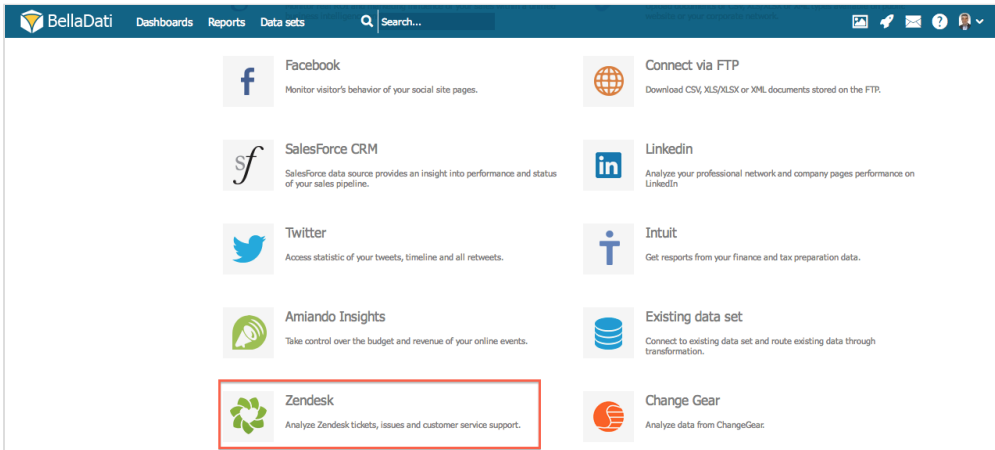 BellaDati
Dashboards Reports Data sets
Search...
Facebook
Monitor visitor's behavior of your social site pages.
Connect via FTP
Download CSV, XLS/XLSX or XML documents stored on the FTP.
SalesForce CRM
SalesForce data source provides an insight into performance and status
of your sales pipeline.
Linkedin
Analyze your professional network and company pages performance on
LinkedIn
Twitter
Access statistic of your tweets, timeline and all retweets.
Intuit
Get resports from your finance and tax preparation data.
Amiando Insights
Take control over the budget and revenue of your online events.
Existing data set
Connect to existing data set and route existing data through
transformation.
Zendesk
Analyze Zendesk tickets, issues and customer service support.
Change Gear
Analyze data from ChangeGear.